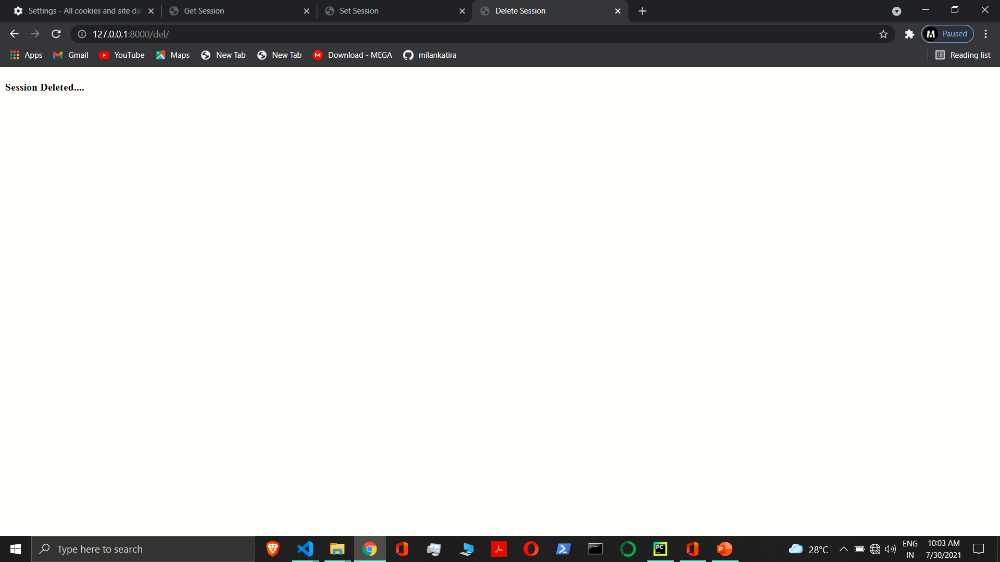 Settings - All cookies and site dat
Get Session
Set Session
Delete Session
127.0.0.1:8000/del/
M Paused
Apps
Gmail
YouTube
Maps
New Tab
New Tab
Download - MEGA
milankatira
Reading list
Session Deleted....
Type here to search
28°C
ENG
IN
10:03 AM
7/30/2021